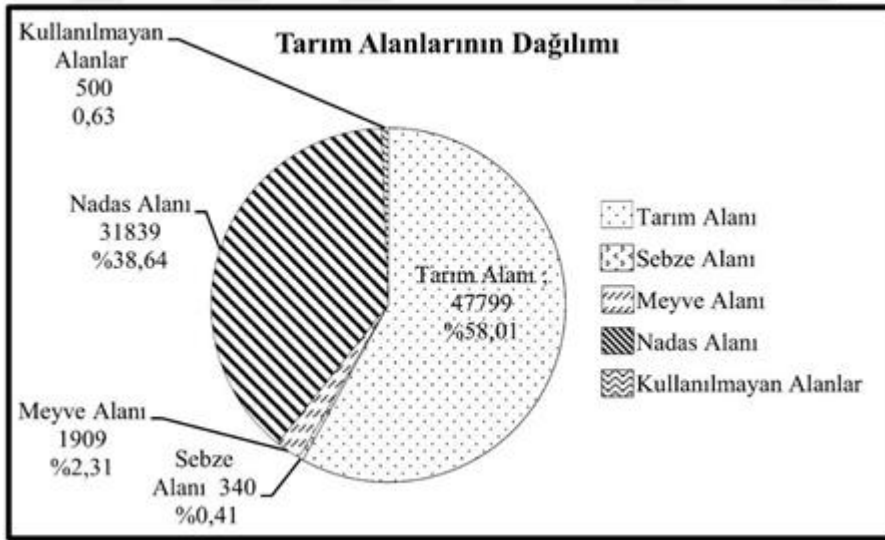 Tarım Alanlarının Dağılımı
Kullanılmayan
Alanlar
500
0,63
Nadas Alanı
31839
%38,64
Tarım Alanı ;
47799
%58,01
Meyve Alanı
1909
%2,31
Sebze
Alanı 340
%0,41
Tarım Alanı
Sebze Alanı
Meyve Alanı
Nadas Alanı
Kullanılmayan Alanlar